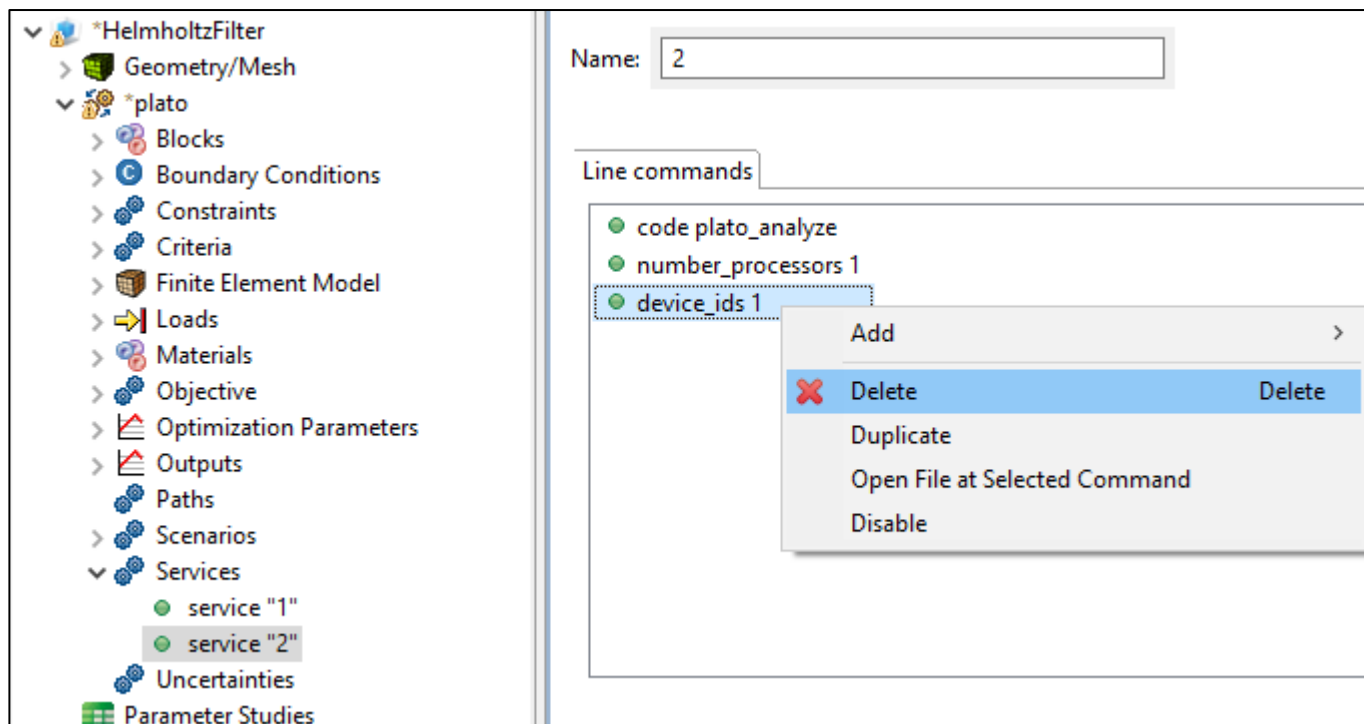 *HelmholtzFilter
Geometry/Mesh
*plato
Blocks
Boundary Conditions
Constraints
Criteria
Finite Element Model
Loads
Materials
Objective
Optimization Parameters
Outputs
Paths
Scenarios
Services
service "1"
service "2"
Uncertainties
Parameter Studies
Name: 2
Line commands
code plato_analyze
number_processors 1
device_ids 1
Add
Delete Delete
Duplicate
Open File at Selected Command
Disable